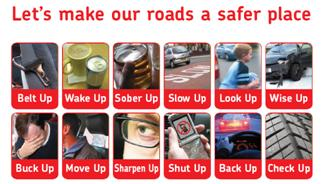 Let's make our roads a safer place
Belt Up Wake Up Sober Up Slow Up Look Up Wise Up
SLOW
Buck Up Move Up Sharpen Up Shut Up Back Up Check Up